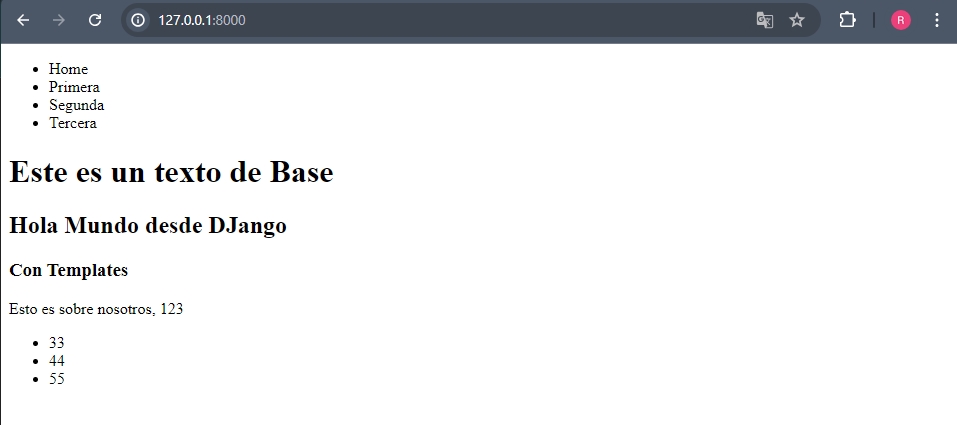 127.0.0.1:8000
R
Home
Primera
Segunda
Tercera
Este es un texto de Base
Hola Mundo desde DJango
Con Templates
Esto es sobre nosotros, 123
33
44
55